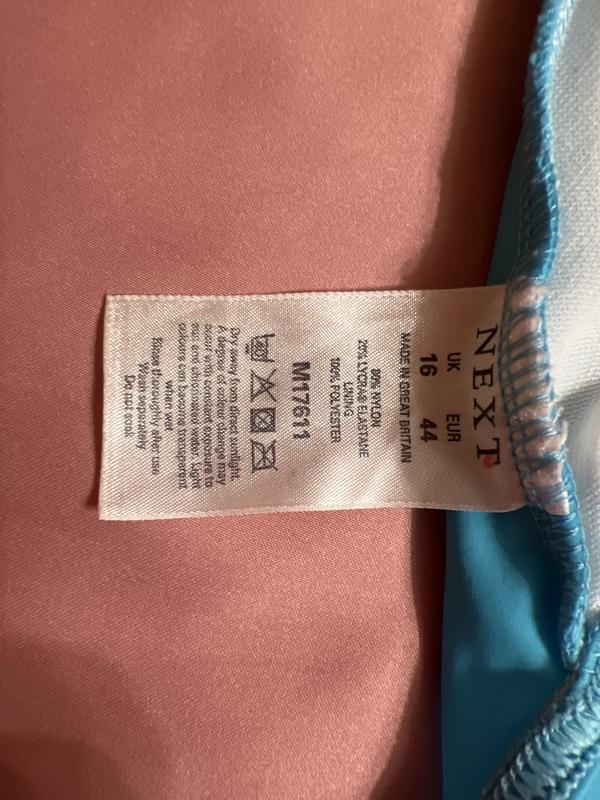 NEXT
UK EUR
16 44
MADE IN GREAT BRITAIN
80% NYLON
20% LYCRA® ELASTANE
LINING
100% POLYESTER
M17611
Dry away from direct sunlight.
A degree of colour change may
occur with constant exposure to
sun and chlorinated water. Light
colours can become transparent
when wet
Rinse thoroughly after use
Wash separately
Do not soak